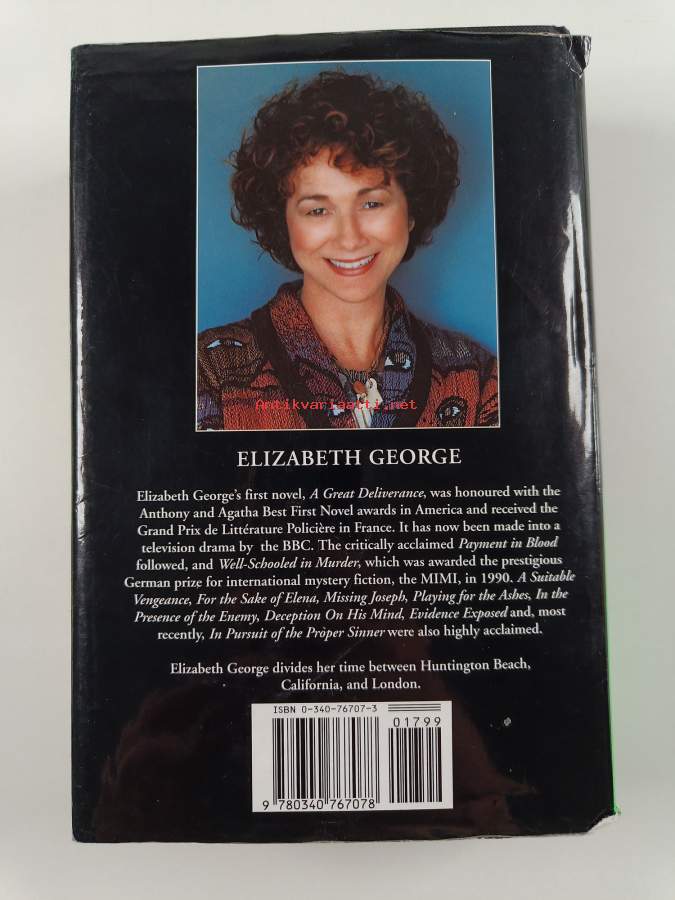 Antikvariaatti.net
ELIZABETH GEORGE
Elizabeth George's first novel, A Great Deliverance, was honoured with the
Anthony and Agatha Best First Novel awards in America and received the
Grand Prix de Littérature Policière in France. It has now been made into a
television drama by the BBC. The critically acclaimed Payment in Blood
followed, and Well-Schooled in Murder, which was awarded the prestigious
German prize for international mystery fiction, the MIMI, in 1990. A Suitable
Vengeance, For the Sake of Elena, Missing Joseph, Playing for the Ashes, In the
Presence of the Enemy, Deception On His Mind, Evidence Exposed and, most
recently, In Pursuit of the Proper Sinner were also highly acclaimed.
Elizabeth George divides her time between Huntington Beach,
California, and London.
ISBN 0-340-76707-3
01799
9 780340 767078